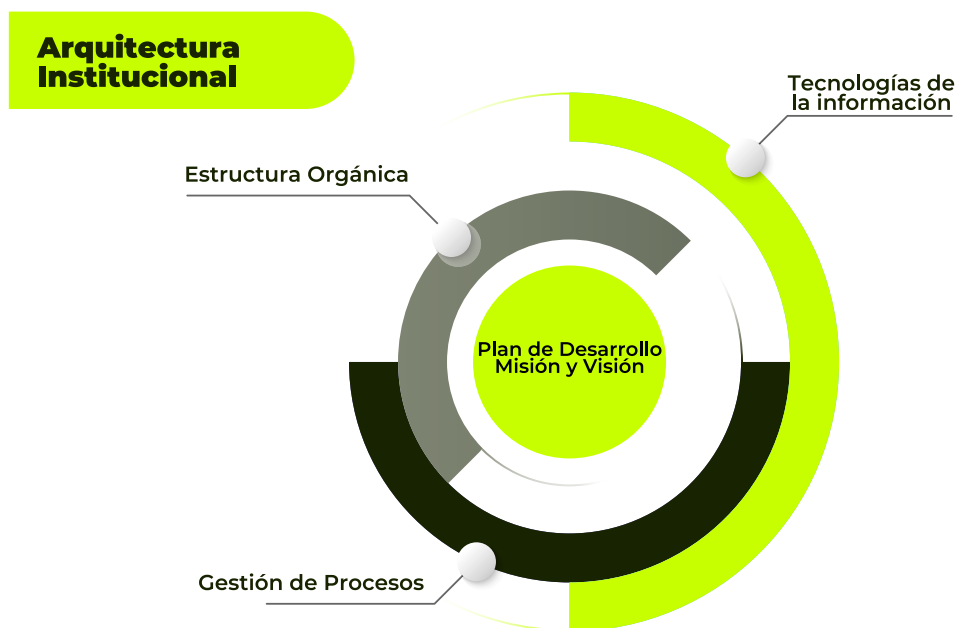 Arquitectura
Institucional
Tecnologías de
la información
Estructura Orgánica
Plan de Desarrollo
Misión y Visión
Gestión de Procesos